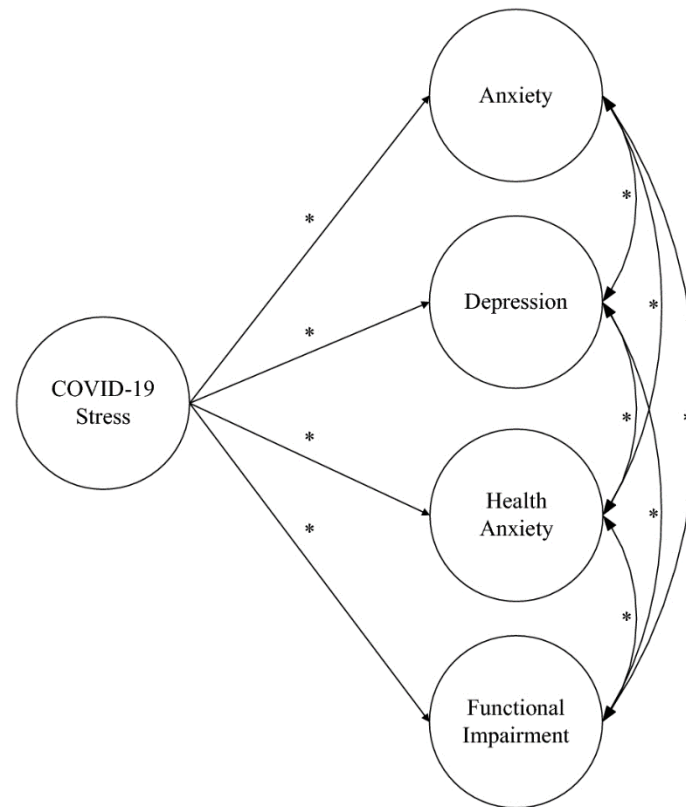 Anxiety
*
*
Depression
*
*
COVID-19
Stress
*
*
*
Health
Anxiety
*
*
*
Functional
Impairment